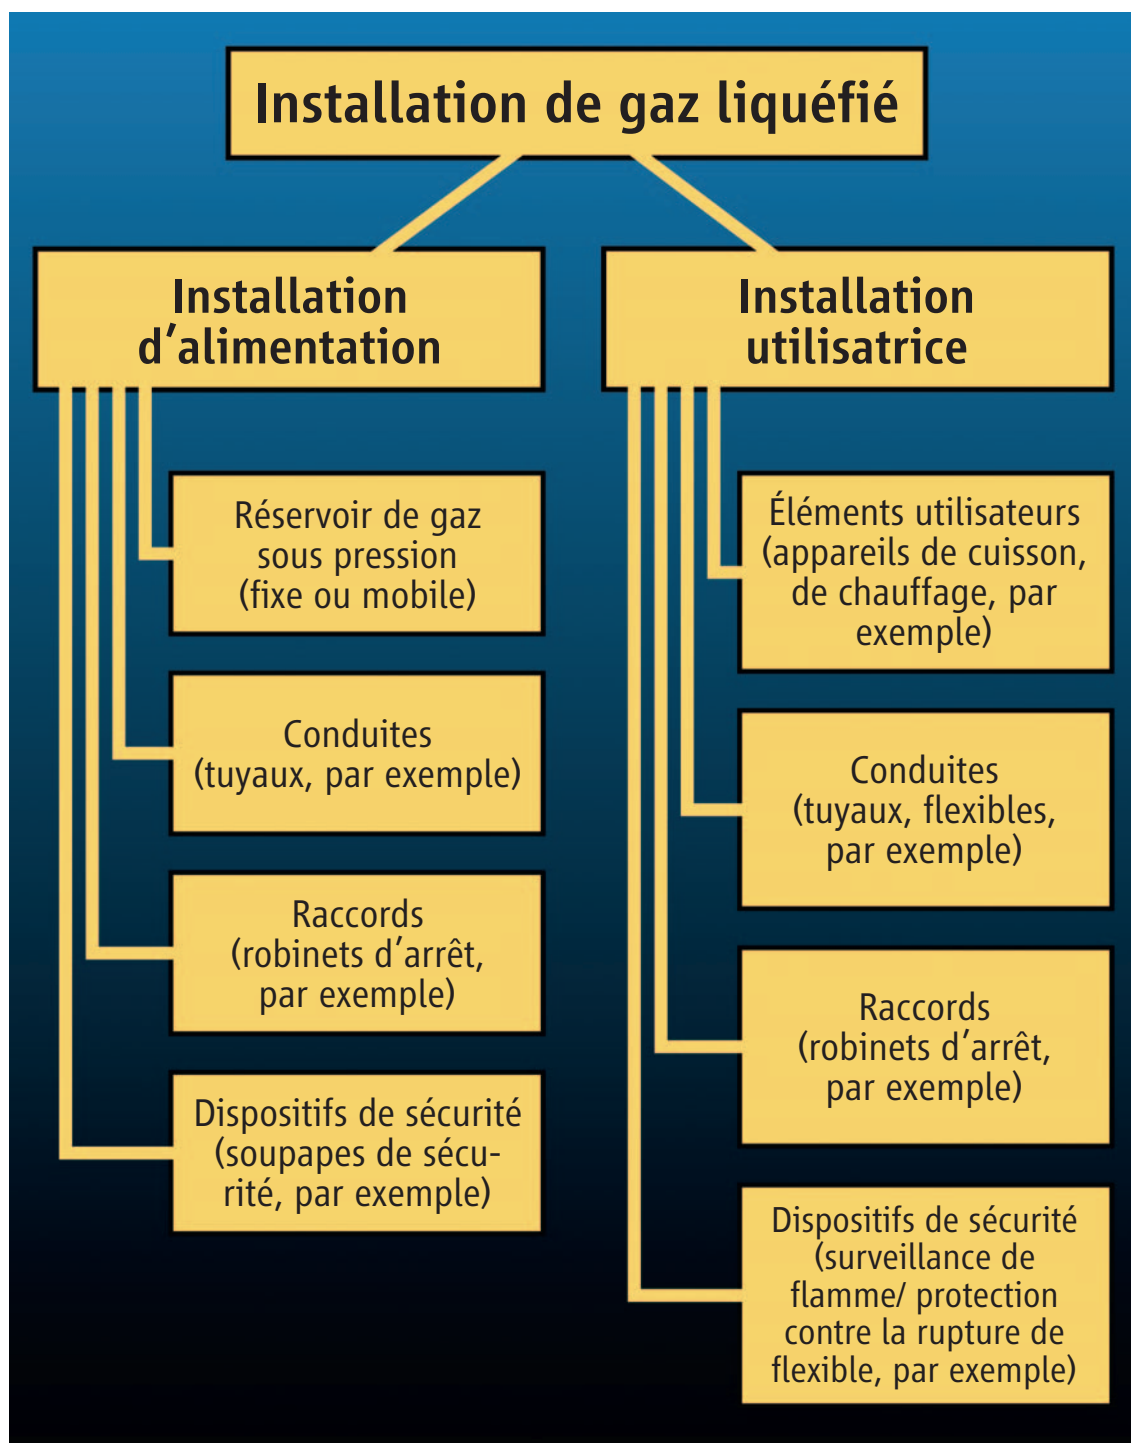 Installation de gaz liquéfié
Installation
d’alimentation
Réservoir de gaz
sous pression
(fixe ou mobile)
Conduites
(tuyaux, par exemple)
Raccords
(robinets d’arrêt,
par exemple)
Dispositifs de sécurité
(soupapes de sécu-
rité, par exemple)
Installation
utilisatrice
Éléments utilisateurs
(appareils de cuisson,
de chauffage, par
exemple)
Conduites
(tuyaux, flexibles,
par exemple)
Raccords
(robinets d’arrêt,
par exemple)
Dispositifs de sécurité
(surveillance de
flamme/ protection
contre la rupture de
flexible, par exemple)